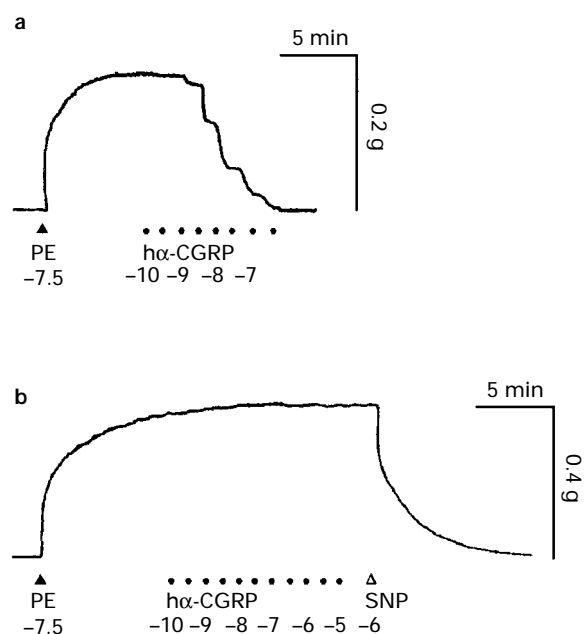 a
5 min
0.2 g
PE
hα-CGRP
−7.5
−10 −9 −8 −7
b
5 min
0.4 g
PE
hα-CGRP
SNP
−7.5
−10 −9 −8 −7 −6 −5 −6